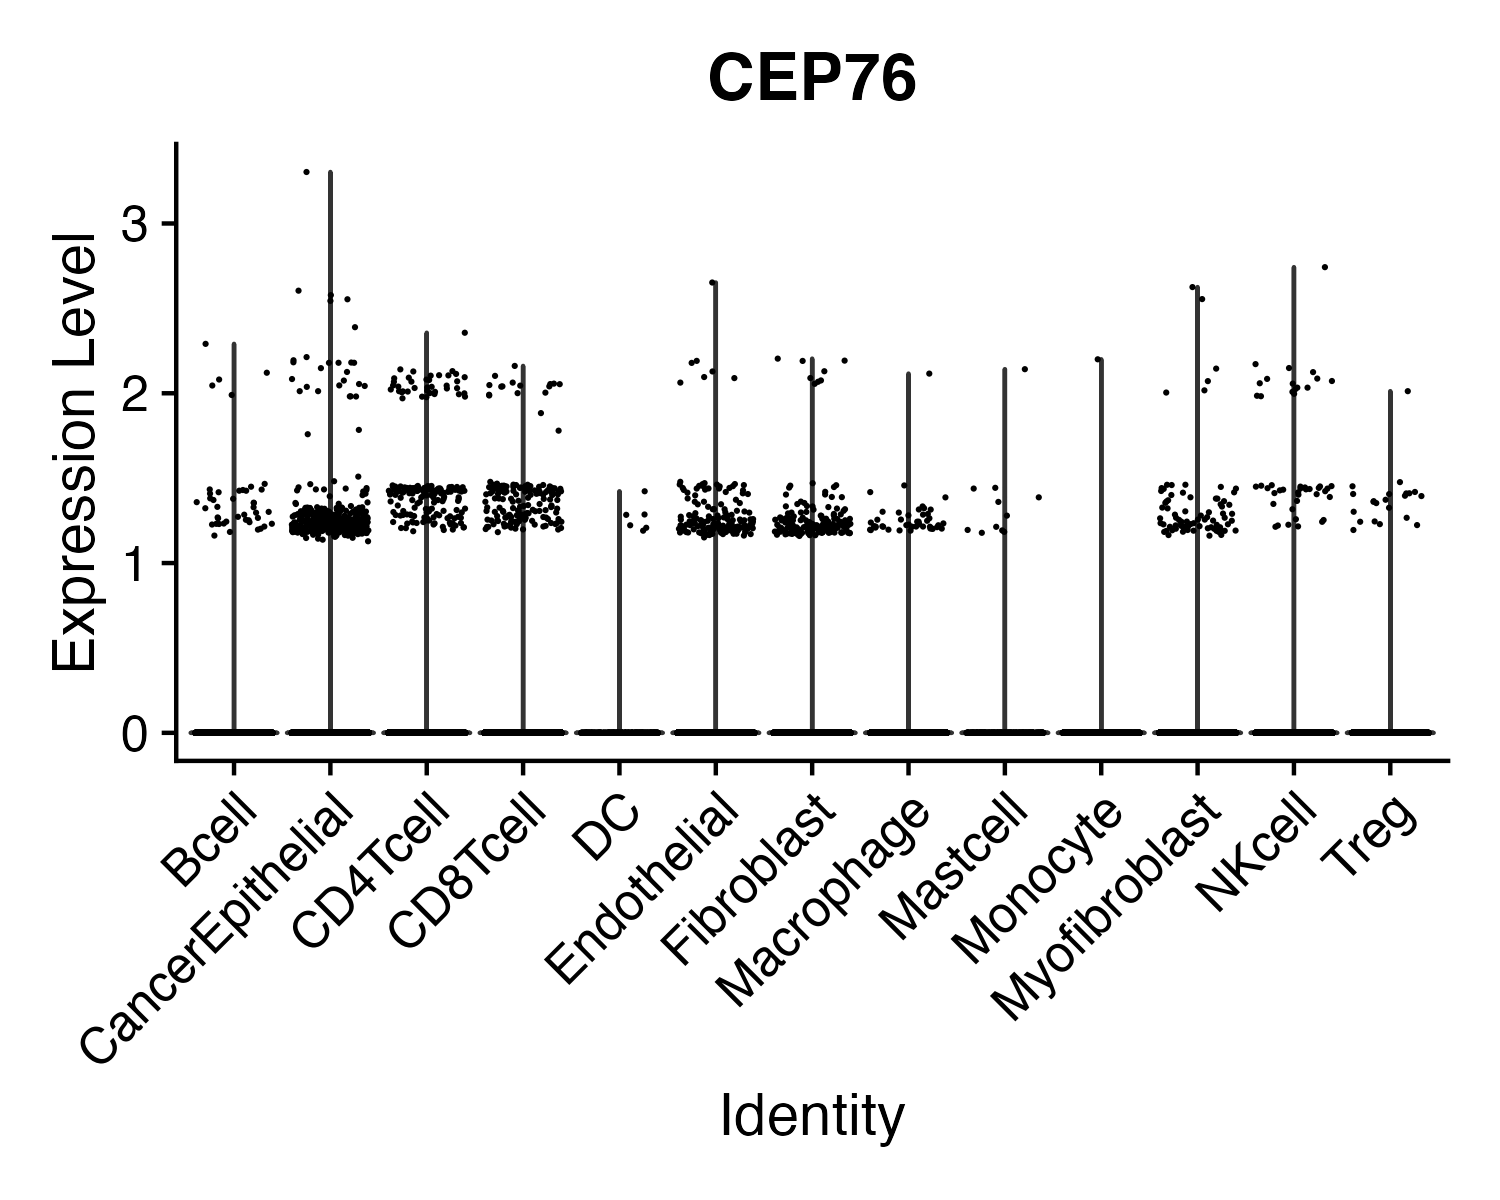 CEP76
Expression Level
3
2
1
0
Bcell
CancerEpithelial
CD4Tcell
CD8Tcell
DC
Endothelial
Fibroblast
Macrophage
Mastcell
Monocyte
Myofibroblast
NKcell
Treg
Identity